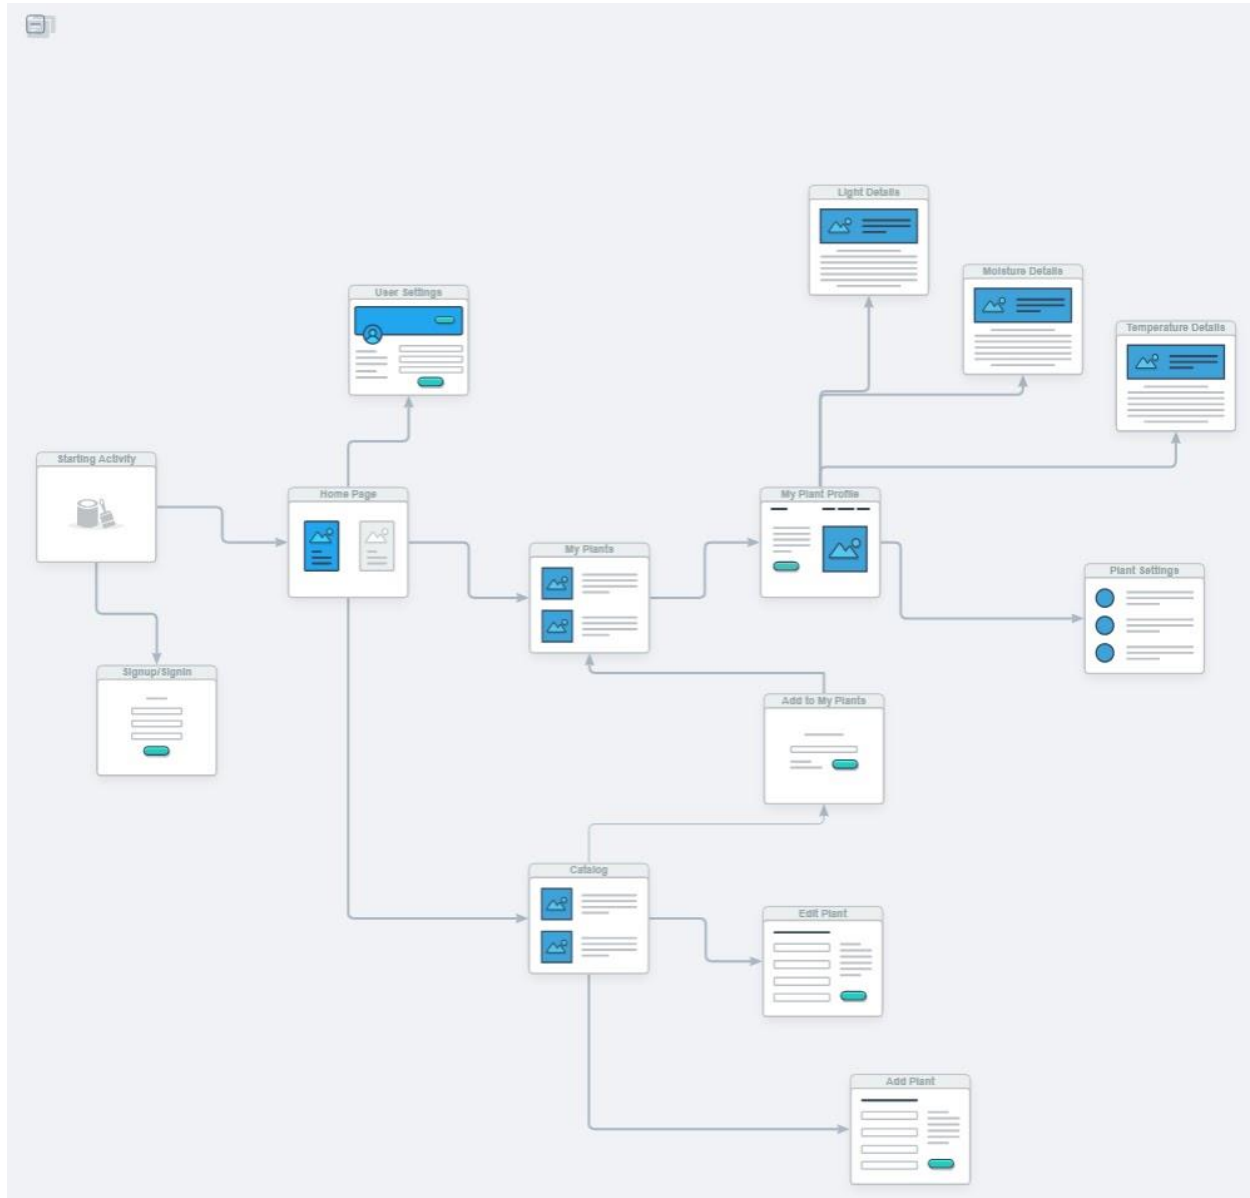 Light Details
Moisture Details
User Settings
Temperature Details
Starting Activity
Home Page
My Plant Profile
My Plants
Plant Settings
Signup/Signin
Add to My Plants
Catalog
Edit Plant
Add Plant